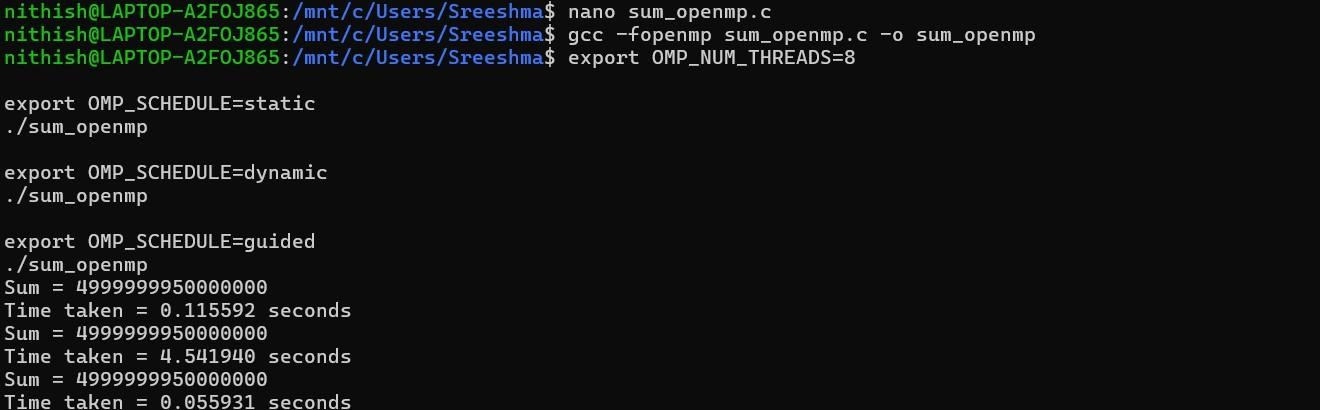 nithish@LAPTOP-A2FOJ865:/mnt/c/Users/Sreeshma$ nano sum_openmp.c
nithish@LAPTOP-A2FOJ865:/mnt/c/Users/Sreeshma$ gcc -fopenmp sum_openmp.c -o sum_openmp
nithish@LAPTOP-A2FOJ865:/mnt/c/Users/Sreeshma$ export OMP_NUM_THREADS=8
export OMP_SCHEDULE=static
./sum_openmp
export OMP_SCHEDULE=dynamic
./sum_openmp
export OMP_SCHEDULE=guided
./sum_openmp
Sum = 4999999950000000
Time taken = 0.115592 seconds
Sum = 4999999950000000
Time taken = 4.541940 seconds
Sum = 4999999950000000
Time taken = 0.055931 seconds